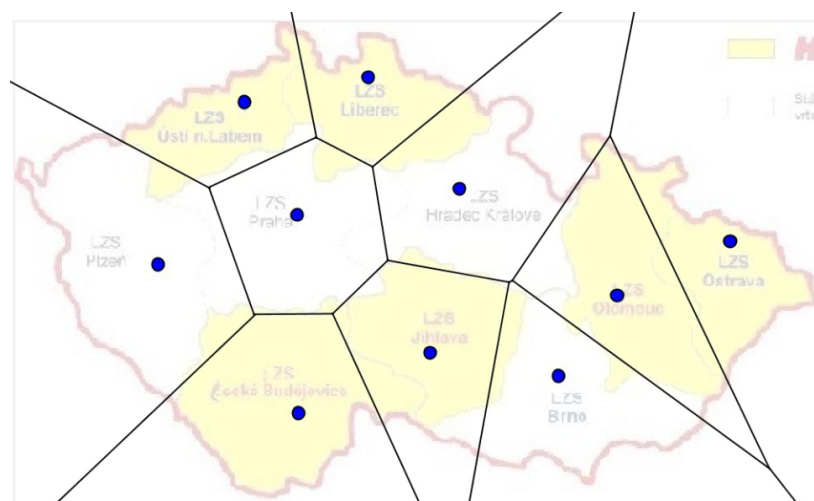 LZS
Liberec
LZS
Ústí n.Labem
H
LZS
Praha
LZS
Hradec Králové
LZS
Plzeň
LZS
Ostrava
LZS
Olomouc
LZS
Jihlava
LZS
České Budějovice
LZS
Brno